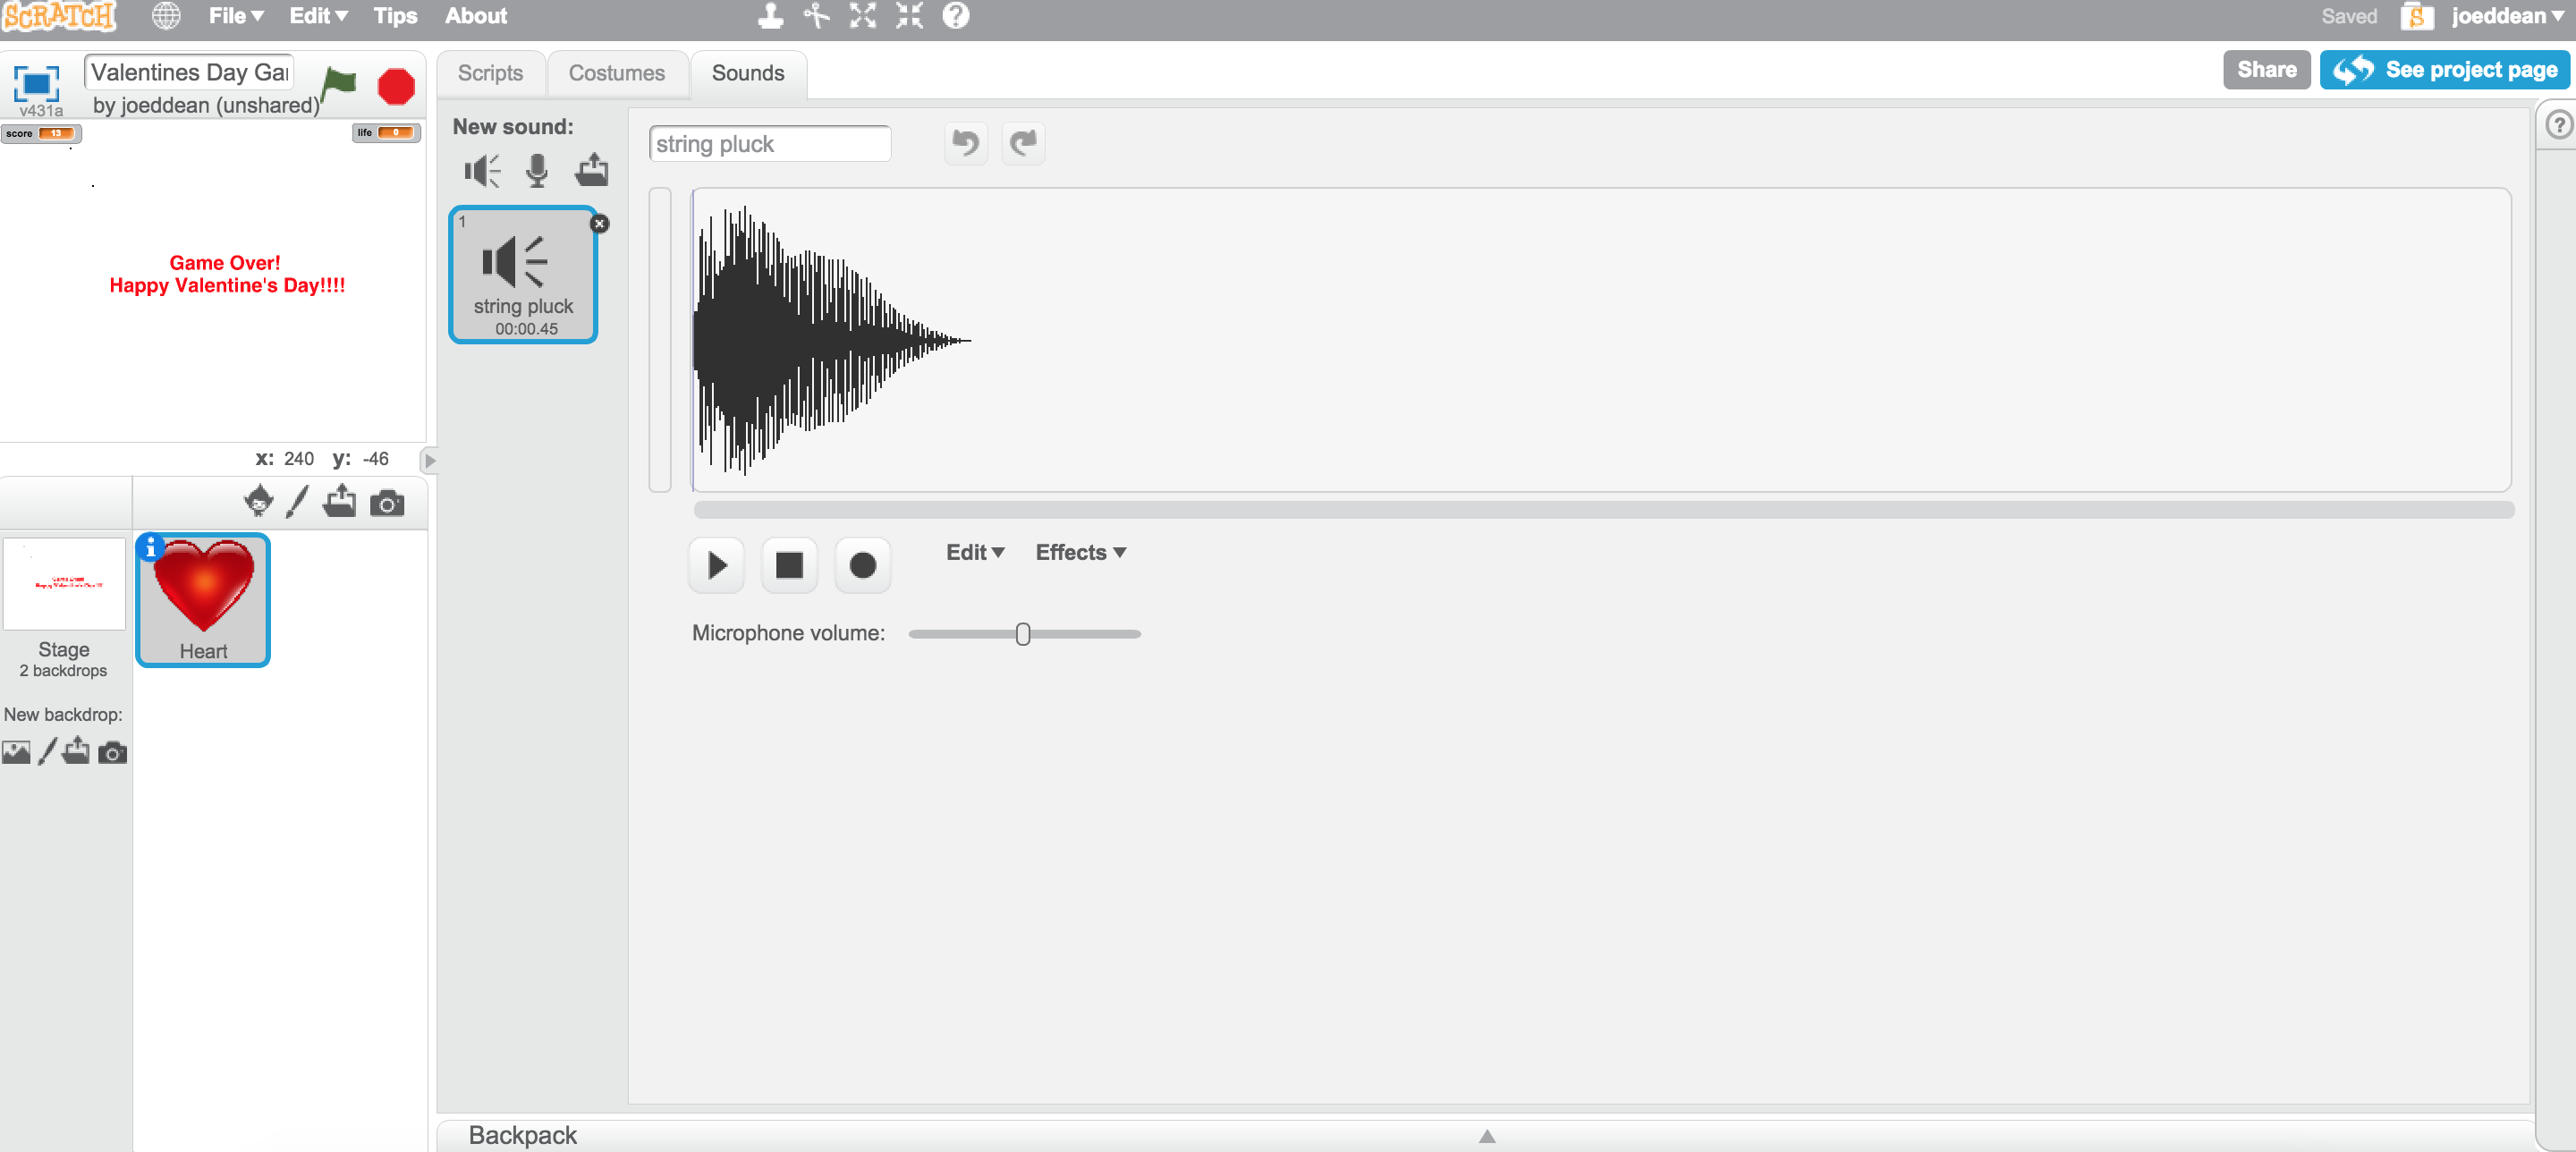 SCRATCH File Edit Tips About Saved joeddean
Valentines Day Gar
by joeddean (unshared)
v431a
score 13 life 0
Game Over!
Happy Valentine's Day!!!!
x: 240 y: -46
Stage
2 backdrops
New backdrop:
Heart
Scripts Costumes Sounds
Share See project page
New sound:
1
string pluck
00:00.45
string pluck
Edit Effects
Microphone volume:
Backpack